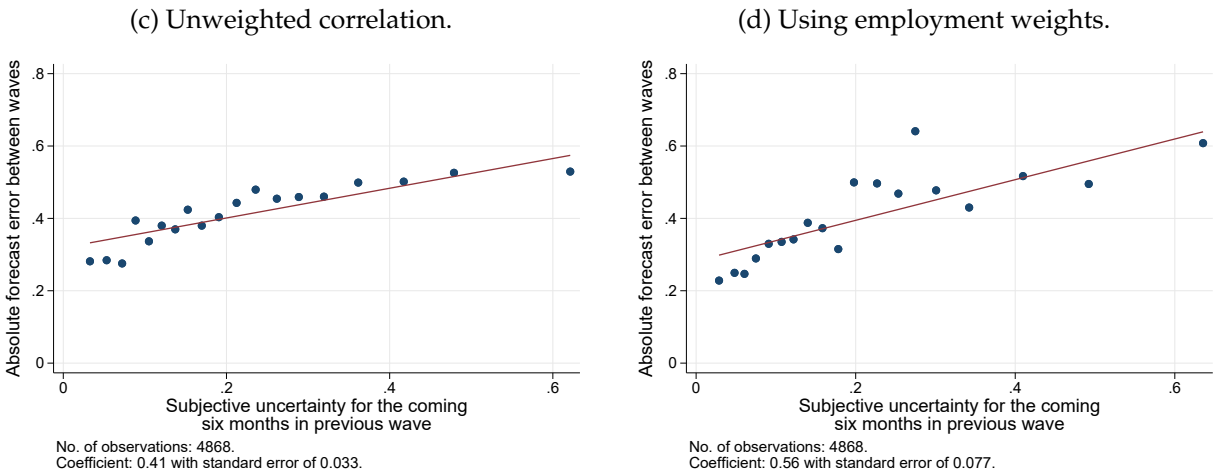 (c) Unweighted correlation.
Absolute forecast error between waves
.8
.6
.4
.2
0
0
.2
.4
.6
Subjective uncertainty for the coming
six months in previous wave
No. of observations: 4868.
Coefficient: 0.41 with standard error of 0.033.
(d) Using employment weights.
Absolute forecast error between waves
.8
.6
.4
.2
0
0
.2
.4
.6
Subjective uncertainty for the coming
six months in previous wave
No. of observations: 4868.
Coefficient: 0.56 with standard error of 0.077.